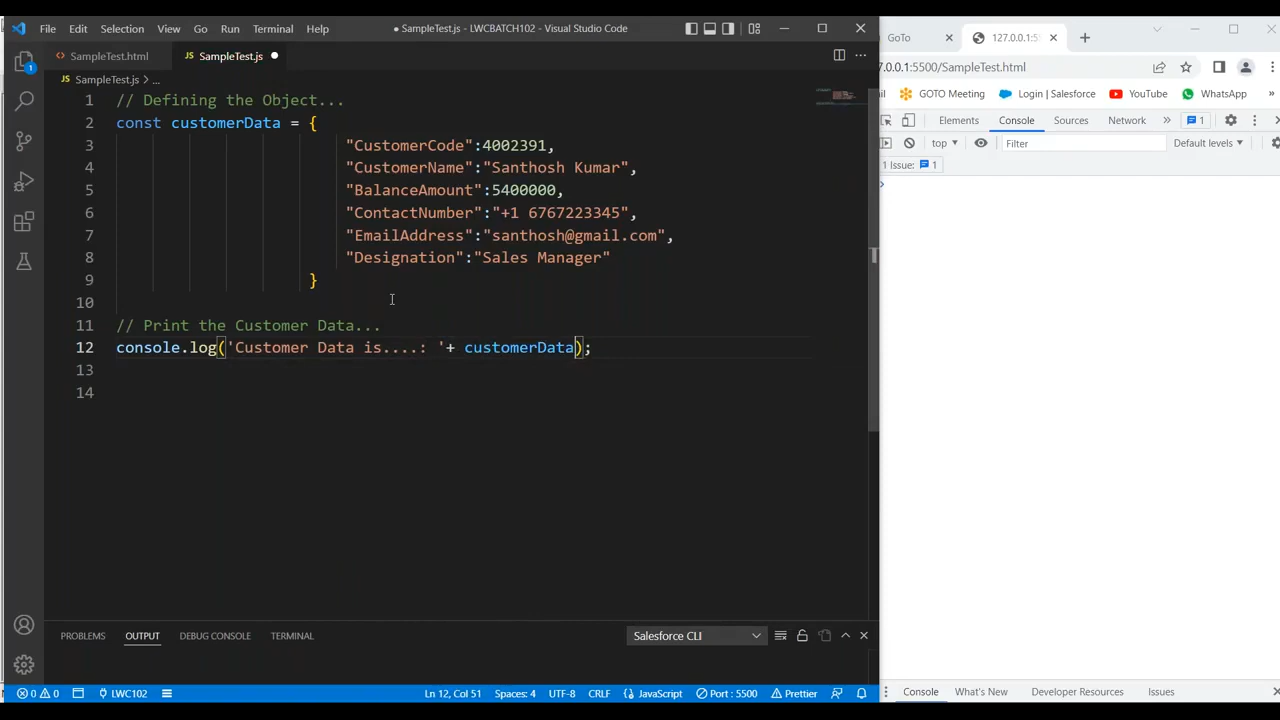 File Edit Selection View Go Run Terminal Help ● SampleTest.js - LWCBATCH102 - Visual Studio Code
SampleTest.html JS SampleTest.js ●
JS SampleTest.js > ...
1 // Defining the Object...
2 const customerData = {
3 "CustomerCode":4002391,
4 "CustomerName":"Santhosh Kumar",
5 "BalanceAmount":5400000,
6 "ContactNumber":"+1 6767223345",
7 "EmailAddress":"santhosh@gmail.com",
8 "Designation":"Sales Manager"
9 }
10
11 // Print the Customer Data...
12 console.log('Customer Data is....: '+ customerData);
13
14
1
PROBLEMS OUTPUT DEBUG CONSOLE TERMINAL Salesforce CLI
0 0 LWC102 Ln 12, Col 51 Spaces: 4 UTF-8 CRLF JavaScript Port : 5500 Prettier
GoTo 127.0.0.1:5
.0.0.1:5500/SampleTest.html
GOTO Meeting Login | Salesforce YouTube WhatsApp
Elements Console Sources Network 1
top Filter Default levels
1 Issue: 1
Console What's New Developer Resources Issues